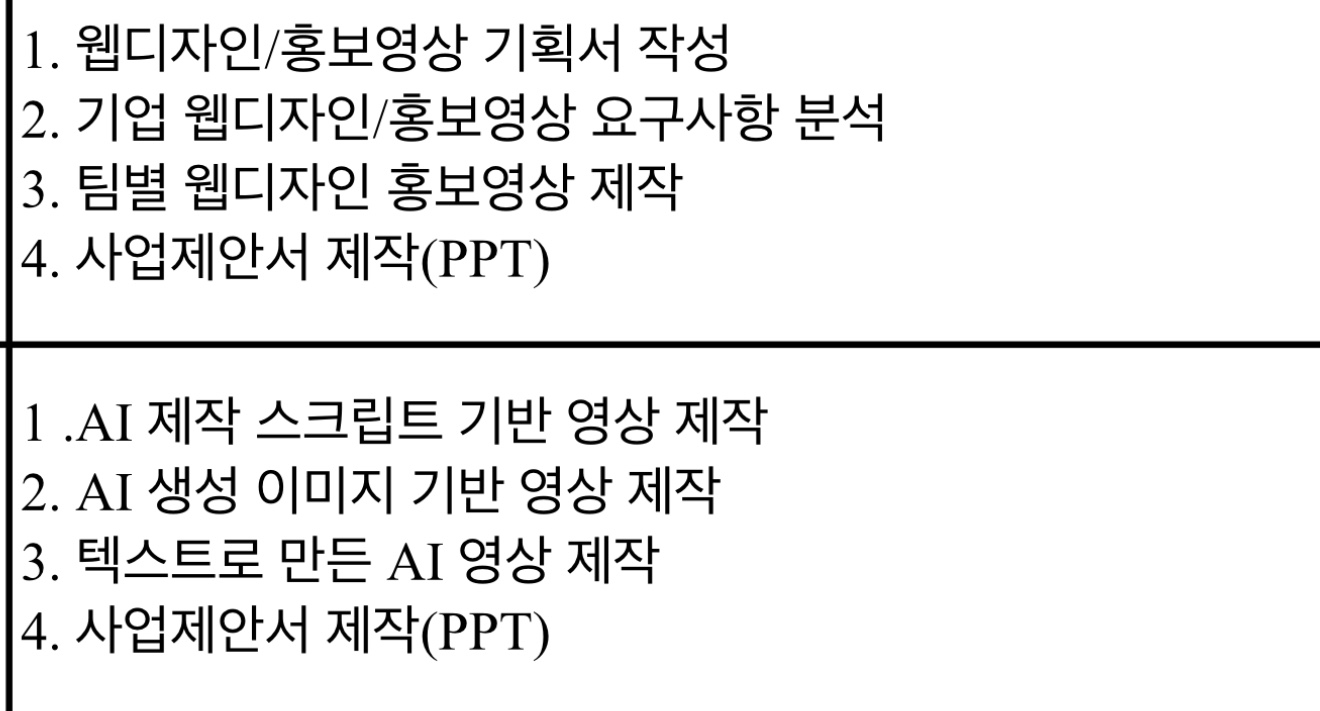 1. 웹디자인/홍보영상 기획서 작성
2. 기업 웹디자인/홍보영상 요구사항 분석
3. 팀별 웹디자인 홍보영상 제작
4. 사업제안서 제작(PPT)
1 .AI 제작 스크립트 기반 영상 제작
2. AI 생성 이미지 기반 영상 제작
3. 텍스트로 만든 AI 영상 제작
4. 사업제안서 제작(PPT)